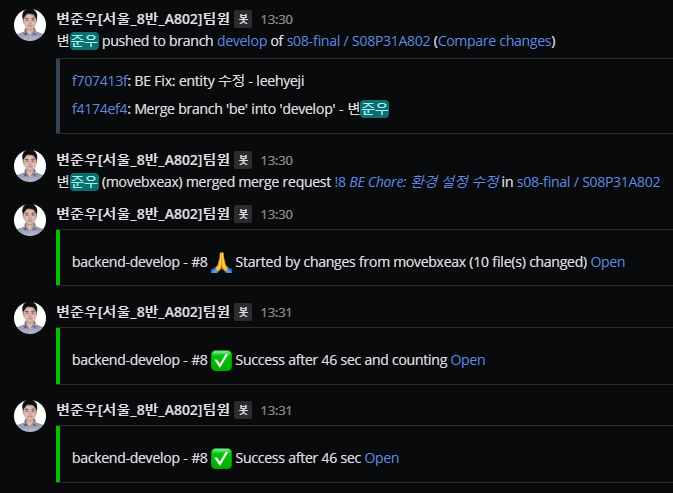 변준우[서울_8반_A802]팀원 봇 13:30
변준우 pushed to branch develop of s08-final / S08P31A802 (Compare changes)
f707413f: BE Fix: entity 수정 - leehyeji
f4174ef4: Merge branch 'be' into 'develop' - 변준우
변준우[서울_8반_A802]팀원 봇 13:30
변준우 (movebxeax) merged merge request !8 BE Chore: 환경 설정 수정 in s08-final / S08P31A802
변준우[서울_8반_A802]팀원 봇 13:30
backend-develop - #8 🙏 Started by changes from movebxeax (10 file(s) changed) Open
변준우[서울_8반_A802]팀원 봇 13:31
backend-develop - #8 ✅ Success after 46 sec and counting Open
변준우[서울_8반_A802]팀원 봇 13:31
backend-develop - #8 ✅ Success after 46 sec Open